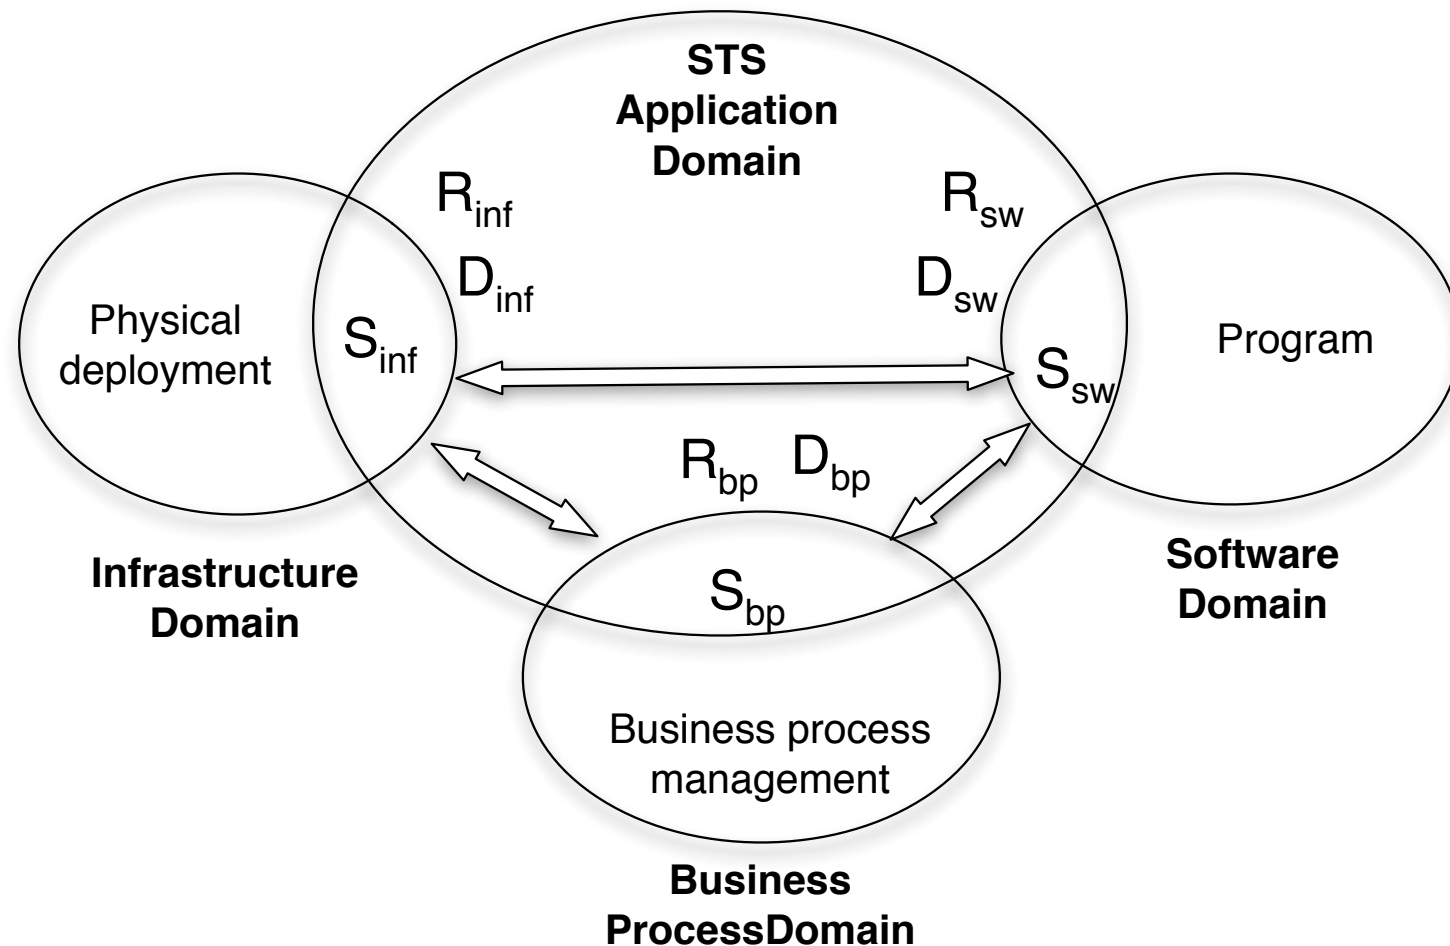 STS
Application
Domain
R_inf
R_sw
D_inf
D_sw
Physical
deployment
S_inf
Program
S_sw
R_bp D_bp
Infrastructure
Domain
Software
Domain
S_bp
Business process
management
Business
ProcessDomain